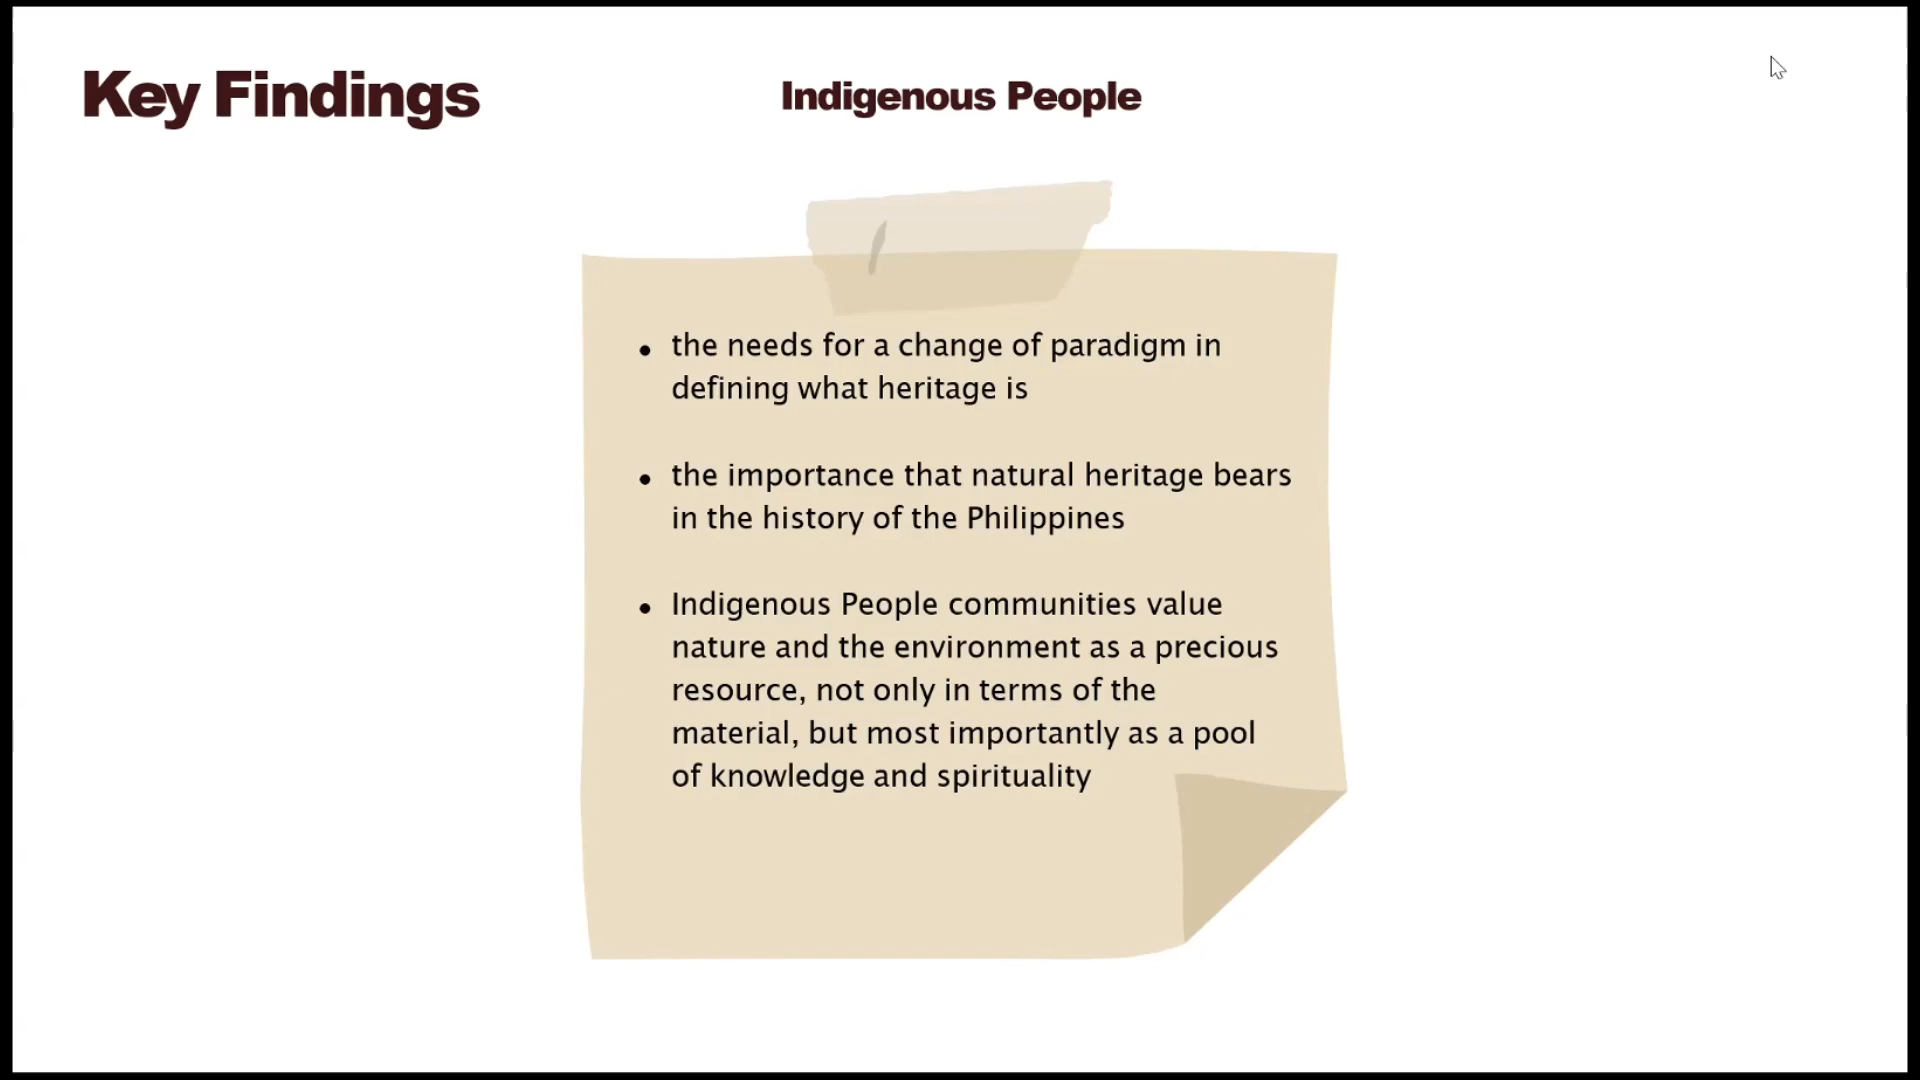 Key Findings
Indigenous People
• the needs for a change of paradigm in
defining what heritage is
• the importance that natural heritage bears
in the history of the Philippines
• Indigenous People communities value
nature and the environment as a precious
resource, not only in terms of the
material, but most importantly as a pool
of knowledge and spirituality